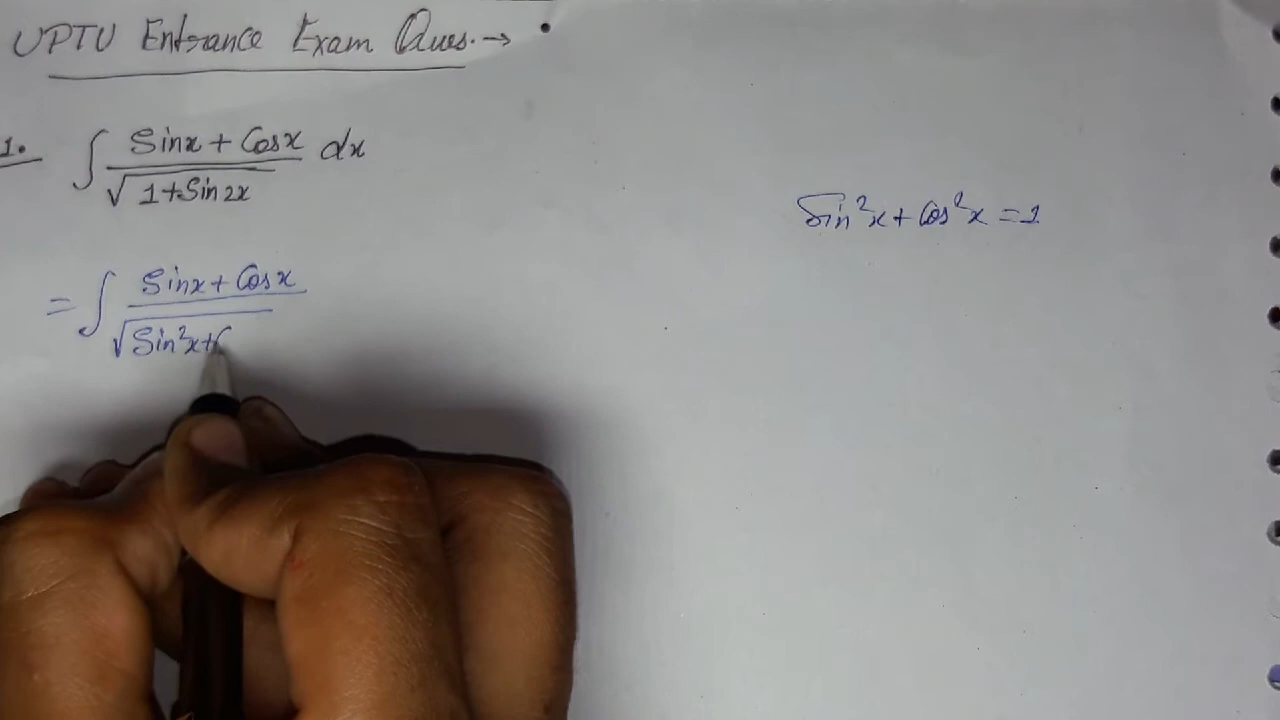 UPTU Entrance Exam Ques.→ •
1. ∫ Sinx + Cosx / √1+Sin2x dx
Sin²x + Cos²x = 1
= ∫ Sinx + Cosx / √Sin²x+C